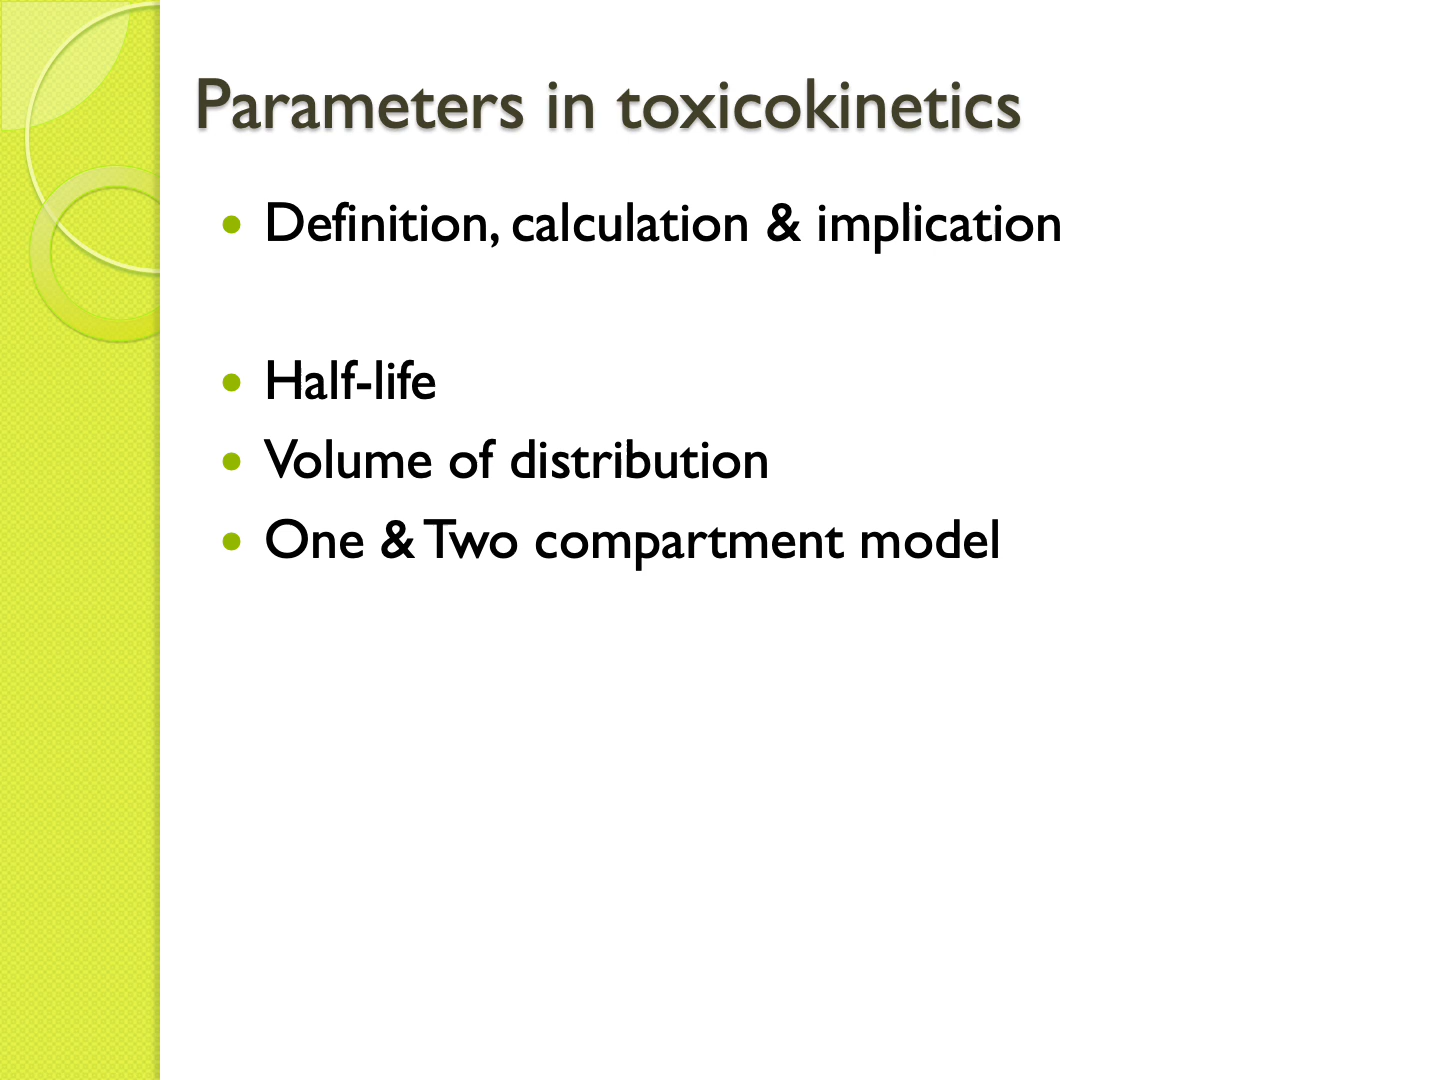 Parameters in toxicokinetics
• Definition, calculation & implication
• Half-life
• Volume of distribution
• One & Two compartment model